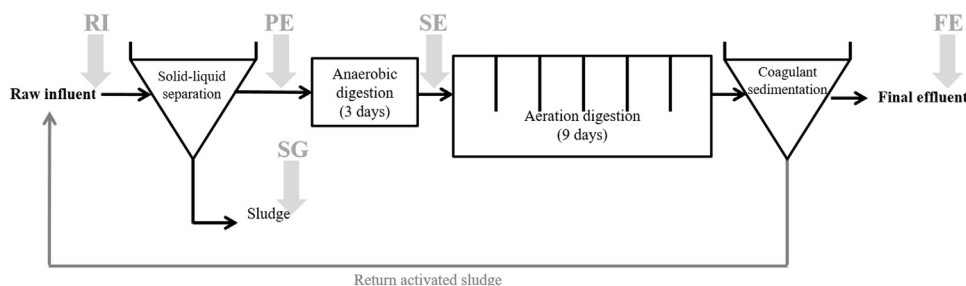 RI
PE
SE
FE
Solid-liquid
separation
Anaerobic
digestion
(3 days)
Coagulant
sedimentation
Raw influent
Final effluent
Aeration digestion
(9 days)
SG
Sludge
Return activated sludge